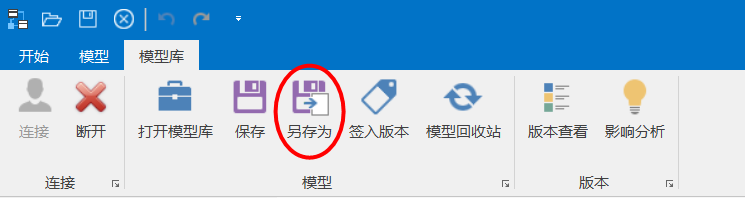 开始 模型 模型库
连接 断开 打开模型库 保存 另存为 签入版本 模型回收站 版本查看 影响分析
连接 模型 版本